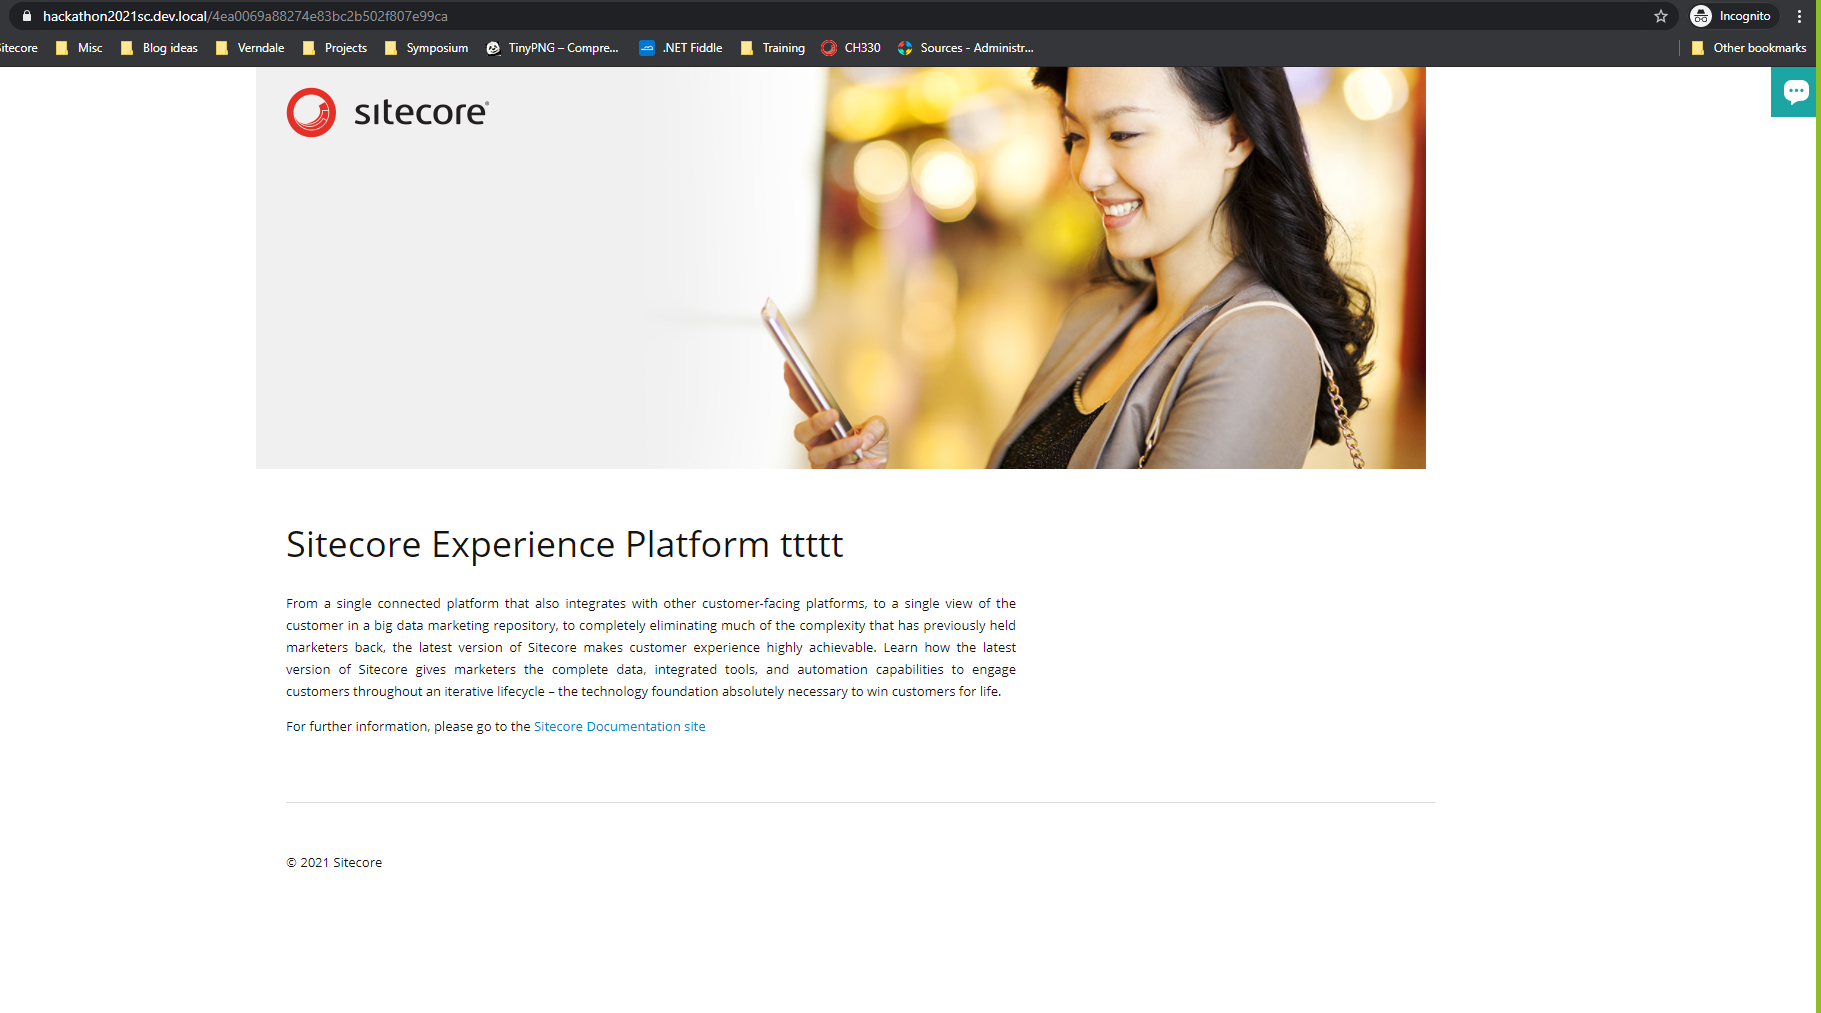 hackathon2021sc.dev.local/4ea0069a88274e83bc2b502f807e99ca
Incognito
itecore Misc Blog ideas Verndale Projects Symposium TinyPNG – Compre... .NET Fiddle Training CH330 Sources - Administr... Other bookmarks
sitecore
Sitecore Experience Platform ttttt
From a single connected platform that also integrates with other customer-facing platforms, to a single view of the
customer in a big data marketing repository, to completely eliminating much of the complexity that has previously held
marketers back, the latest version of Sitecore makes customer experience highly achievable. Learn how the latest
version of Sitecore gives marketers the complete data, integrated tools, and automation capabilities to engage
customers throughout an iterative lifecycle – the technology foundation absolutely necessary to win customers for life.
For further information, please go to the Sitecore Documentation site
© 2021 Sitecore